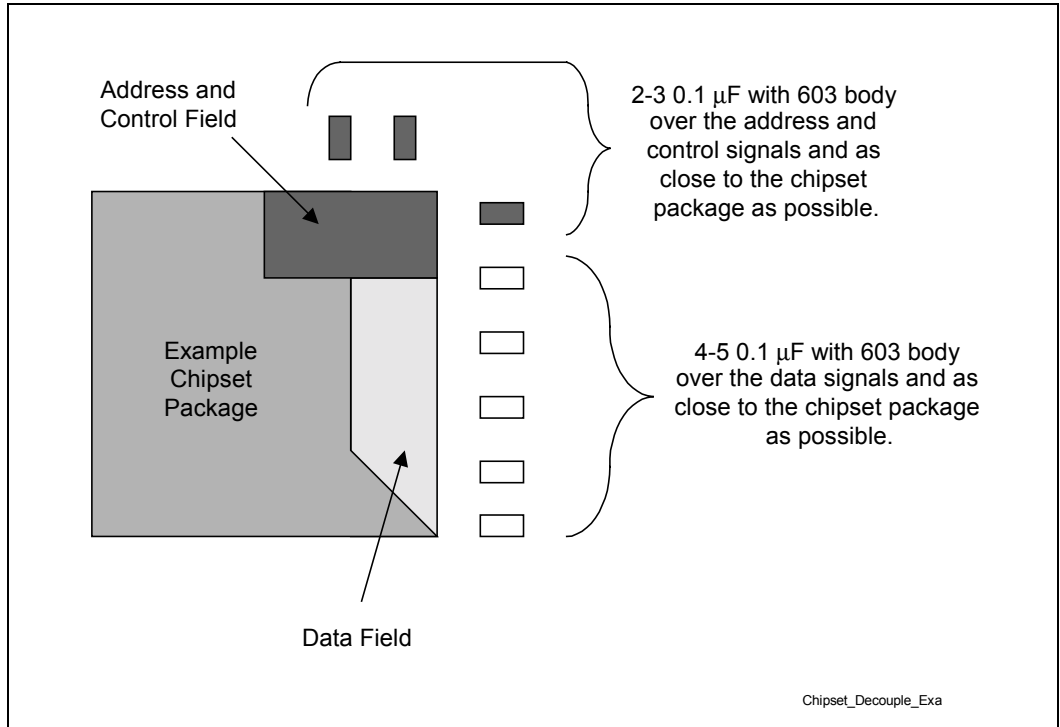 Address and
Control Field
2-3 0.1 μF with 603 body
over the address and
control signals and as
close to the chipset
package as possible.
Example
Chipset
Package
4-5 0.1 μF with 603 body
over the data signals and as
close to the chipset package
as possible.
Data Field
Chipset_Decouple_Exa